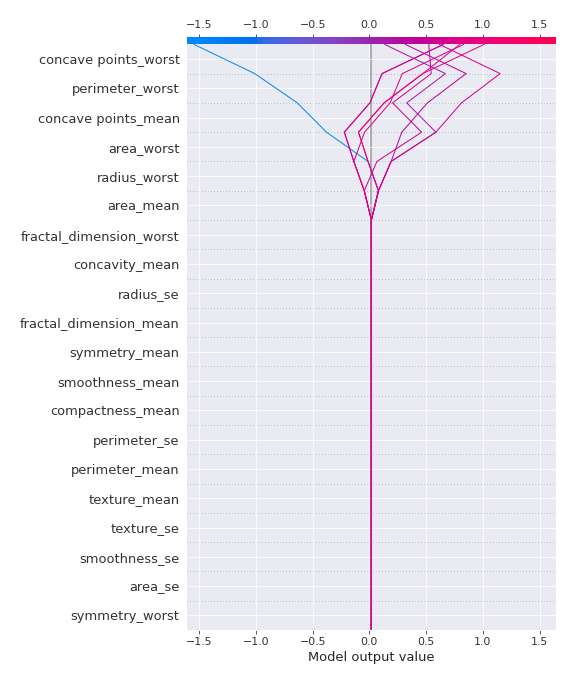 −1.5 −1.0 −0.5 0.0 0.5 1.0 1.5
concave points_worst
perimeter_worst
concave points_mean
area_worst
radius_worst
area_mean
fractal_dimension_worst
concavity_mean
radius_se
fractal_dimension_mean
symmetry_mean
smoothness_mean
compactness_mean
perimeter_se
perimeter_mean
texture_mean
texture_se
smoothness_se
area_se
symmetry_worst
−1.5 −1.0 −0.5 0.0 0.5 1.0 1.5
Model output value